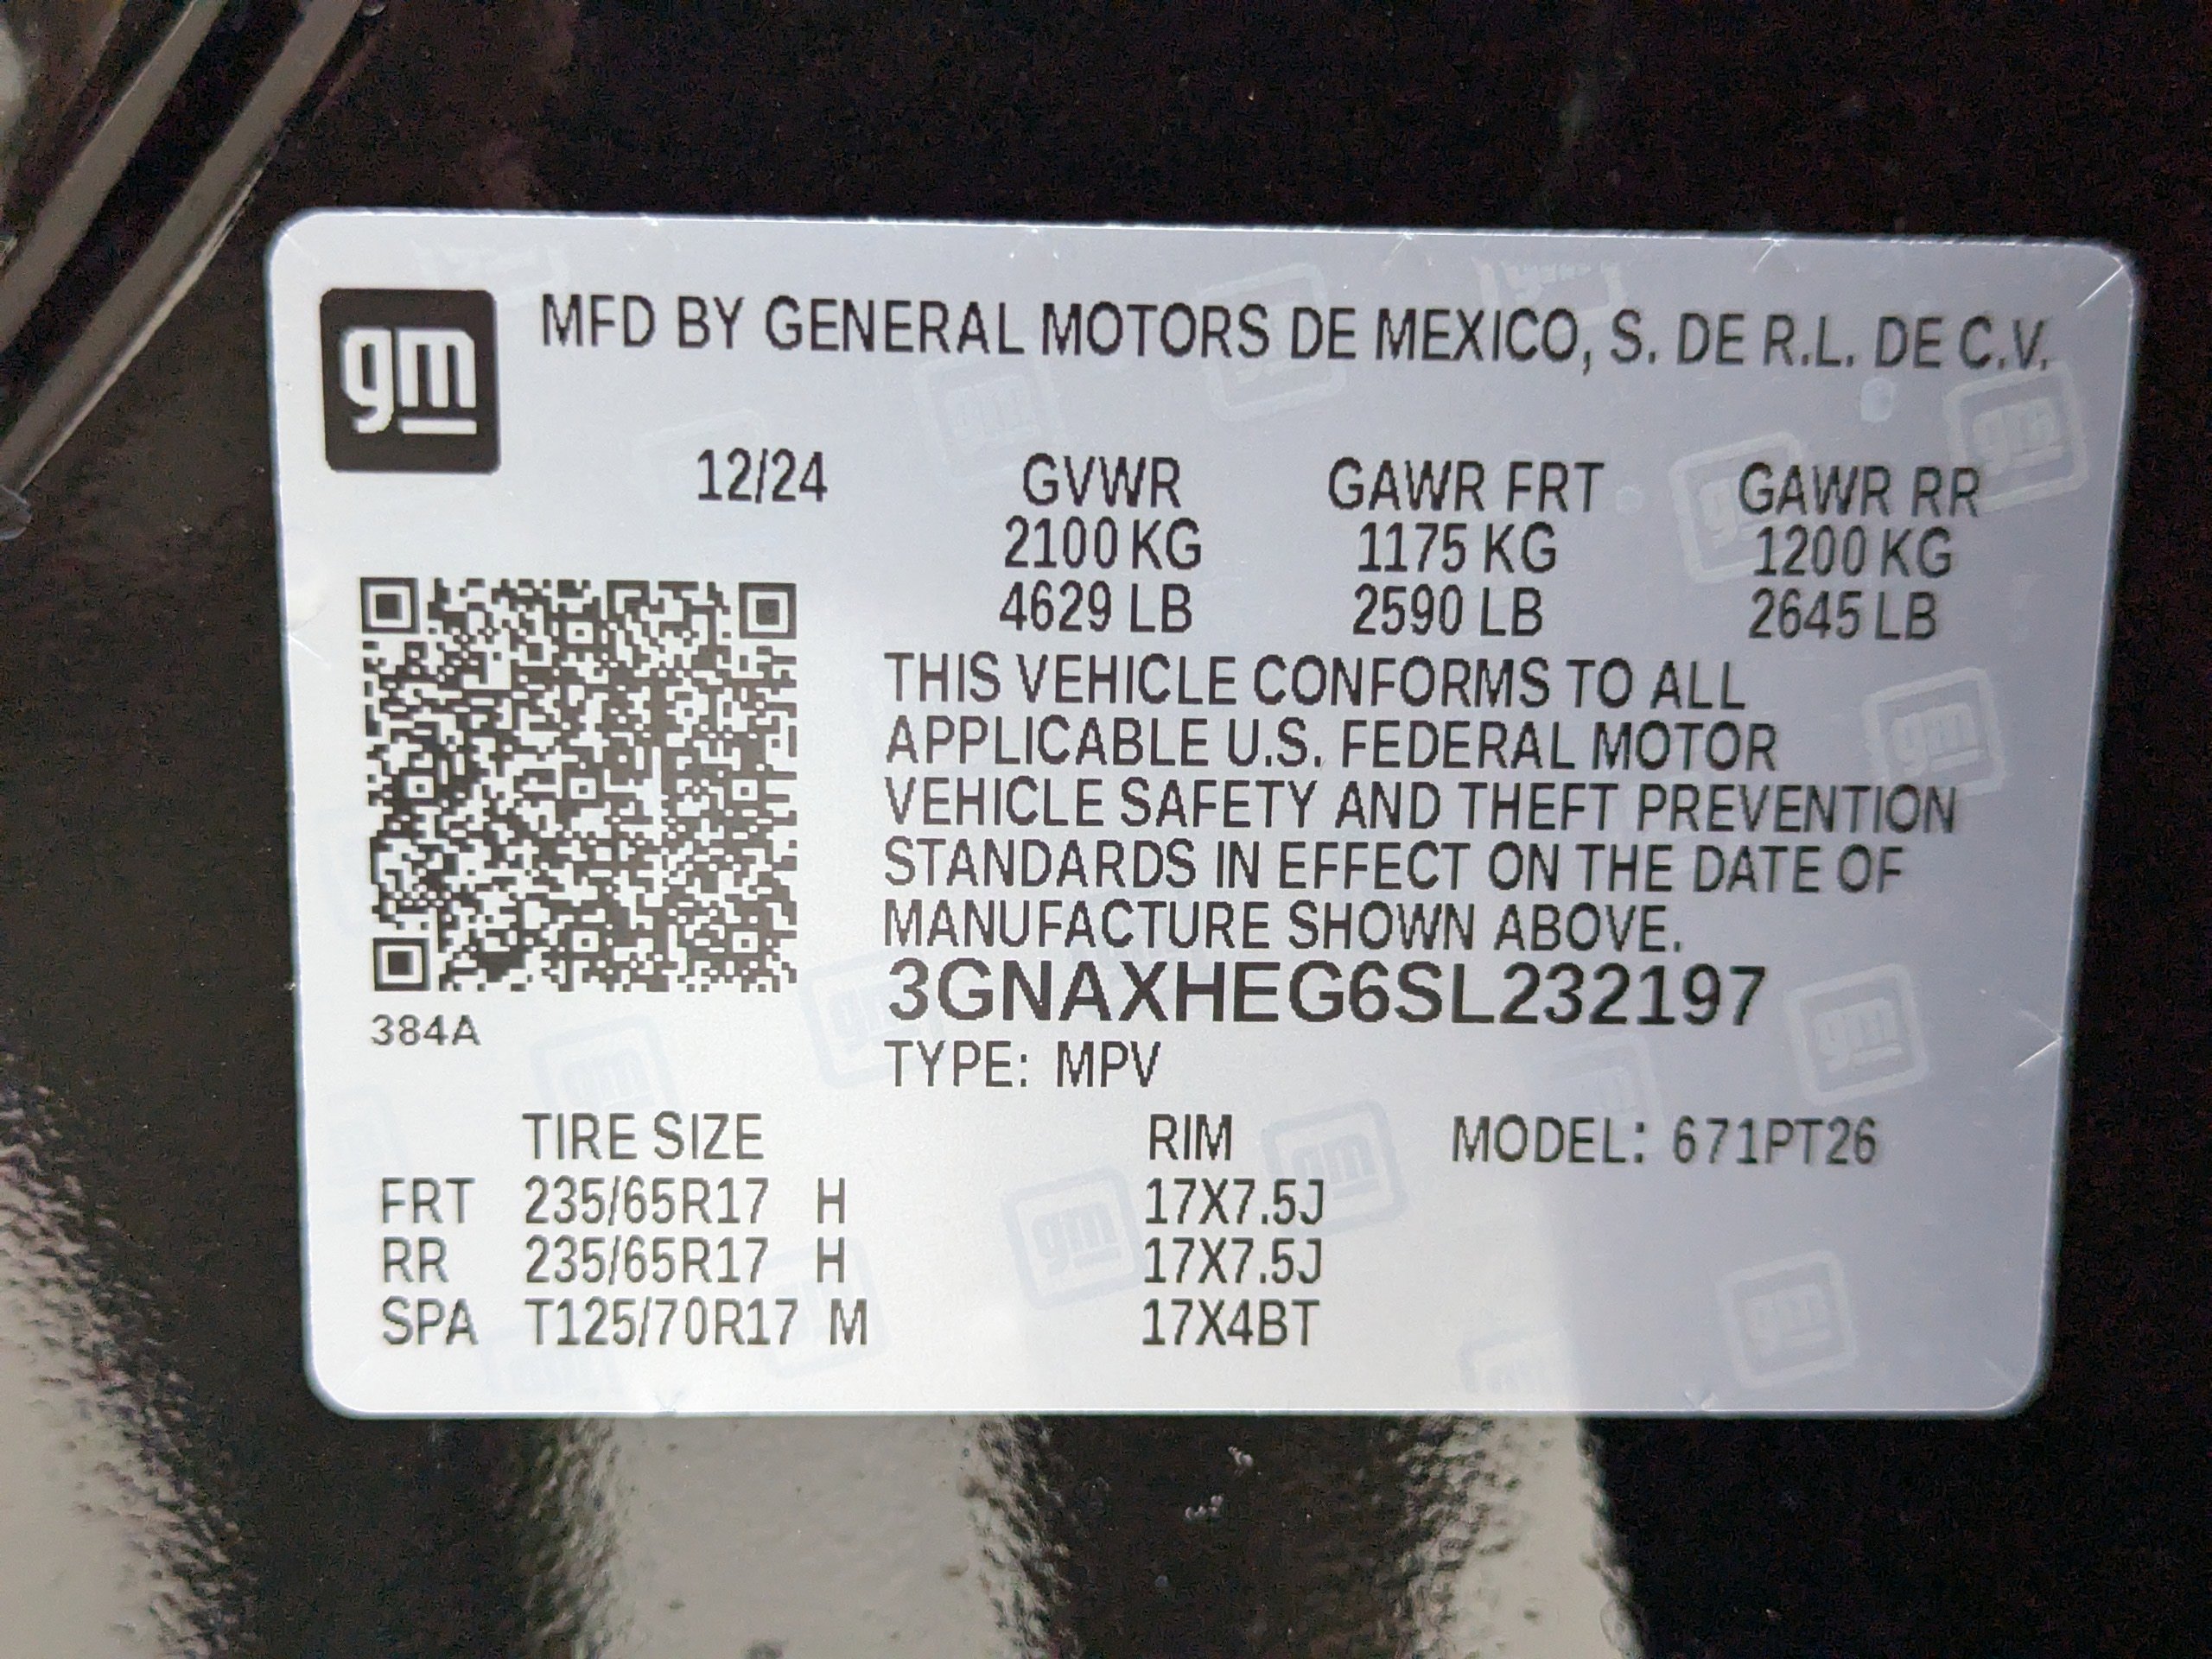 gm MFD BY GENERAL MOTORS DE MEXICO, S. DE R.L. DE C.V.
12/24 GVWR GAWR FRT GAWR RR
2100 KG 1175 KG 1200 KG
4629 LB 2590 LB 2645 LB
THIS VEHICLE CONFORMS TO ALL
APPLICABLE U.S. FEDERAL MOTOR
VEHICLE SAFETY AND THEFT PREVENTION
STANDARDS IN EFFECT ON THE DATE OF
MANUFACTURE SHOWN ABOVE.
3GNAXHEG6SL232197
384A
TYPE: MPV
TIRE SIZE RIM MODEL: 671PT26
FRT 235/65R17 H 17X7.5J
RR 235/65R17 H 17X7.5J
SPA T125/70R17 M 17X4BT